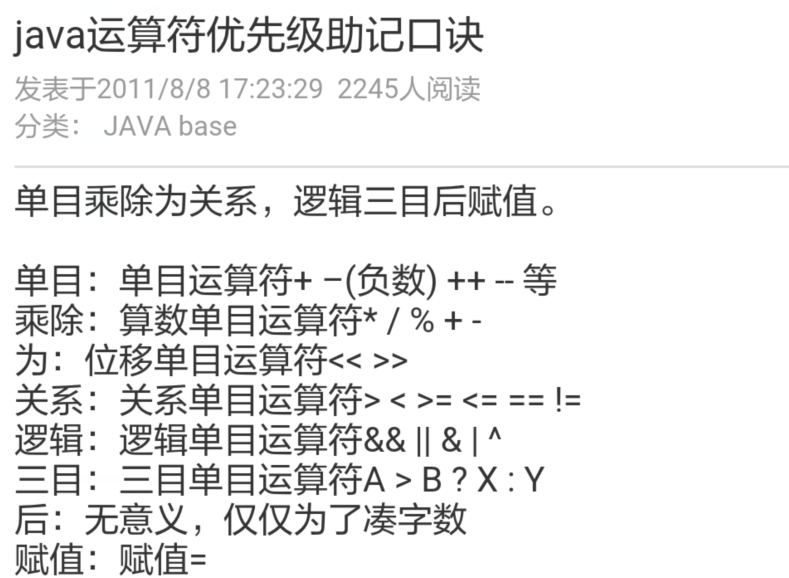 java运算符优先级助记口诀
发表于2011/8/8 17:23:29  2245人阅读
分类： JAVA base
单目乘除为关系，逻辑三目后赋值。
单目：单目运算符+ –(负数) ++ -- 等
乘除：算数单目运算符* / % + -
为：位移单目运算符<< >>
关系：关系单目运算符> < >= <= == !=
逻辑：逻辑单目运算符&& || & | ^
三目：三目单目运算符A > B ? X : Y
后：无意义，仅仅为了凑字数
赋值：赋值=